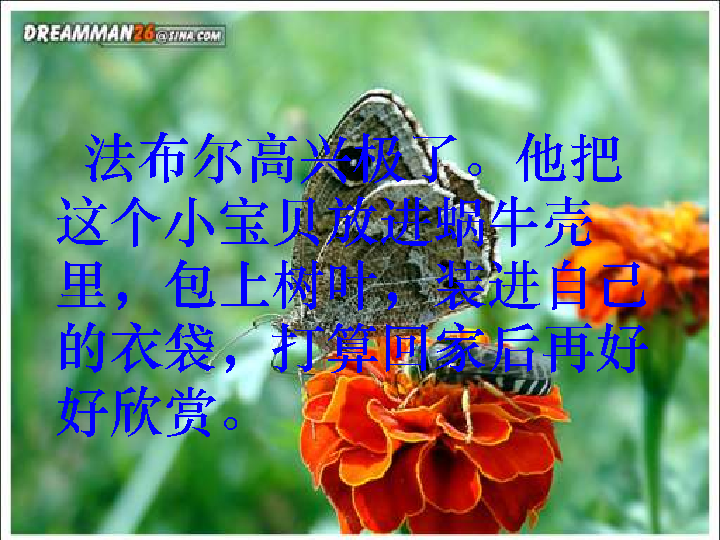 DREAMMAN26@SINA.COM
法布尔高兴极了。他把
这个小宝贝放进蜗牛壳
里，包上树叶，装进自己
的衣袋，打算回家后再好
好欣赏。